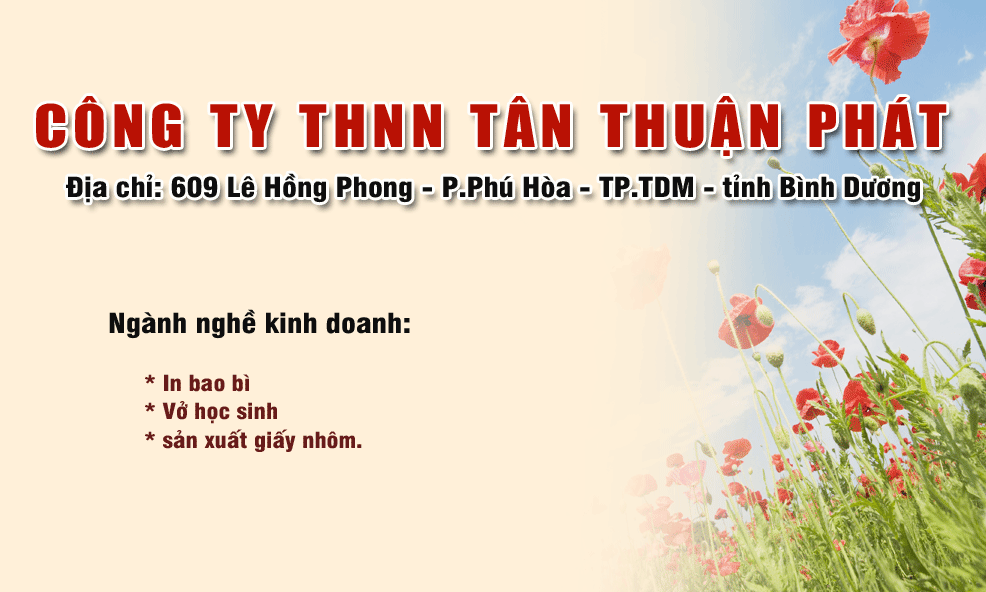 CÔNG TY THNN TÂN THUẬN PHÁT
Địa chỉ: 609 Lê Hồng Phong - P.Phú Hòa - TP.TDM - tỉnh Bình Dương
Ngành nghề kinh doanh:
* In bao bì
* Vở học sinh
* sản xuất giấy nhôm.